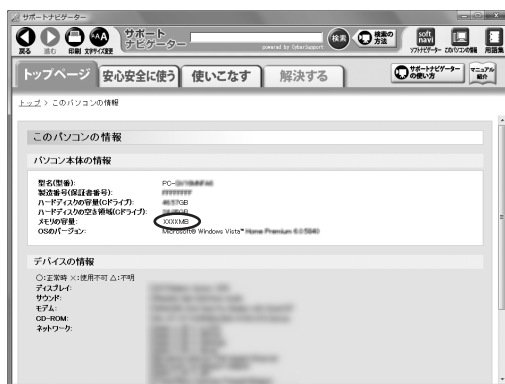 サポートナビゲーター
戻る 進む 印刷 文字サイズ変更 サポートナビゲーター powered by CyberSupport 検索 検索の方法 soft navi ソフトナビゲーター このパソコンの情報 用語集
トップページ 安心安全に使う 使いこなす 解決する サポートナビゲーターの使い方 マニュアル紹介
トップ > このパソコンの情報
このパソコンの情報
パソコン本体の情報
型名(型番): PC-
製造番号(保証書番号):
ハードディスクの容量(Cドライブ): GB
ハードディスクの空き領域(Cドライブ): GB
メモリの容量: XXXXMB
OSのバージョン: Microsoft® Windows Vista™ Home Premium 6.0.5840
デバイスの情報
○:正常時 ×:使用不可 △:不明
ディスプレイ:
サウンド:
モデム:
CD-ROM:
ネットワーク: